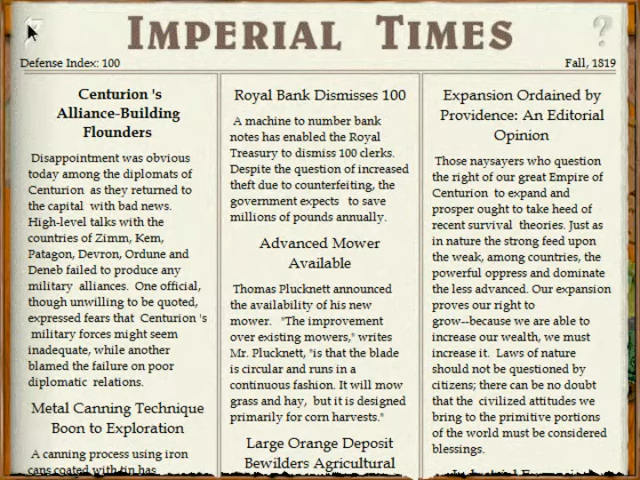 IMPERIAL TIMES
?
Defense Index: 100
Fall, 1819
Centurion 's
Alliance-Building
Flounders
Disappointment was obvious
today among the diplomats of
Centurion as they returned to
the capital with bad news.
High-level talks with the
countries of Zimm, Kem,
Patagon, Devron, Ordune and
Deneb failed to produce any
military alliances. One official,
though unwilling to be quoted,
expressed fears that Centurion 's
military forces might seem
inadequate, while another
blamed the failure on poor
diplomatic relations.
Metal Canning Technique
Boon to Exploration
A canning process using iron
cans coated with tin has
Royal Bank Dismisses 100
A machine to number bank
notes has enabled the Royal
Treasury to dismiss 100 clerks.
Despite the question of increased
theft due to counterfeiting, the
government expects to save
millions of pounds annually.
Advanced Mower
Available
Thomas Plucknett announced
the availability of his new
mower. "The improvement
over existing mowers," writes
Mr. Plucknett, "is that the blade
is circular and runs in a
continuous fashion. It will mow
grass and hay, but it is designed
primarily for corn harvests."
Large Orange Deposit
Bewilders Agricultural
Expansion Ordained by
Providence: An Editorial
Opinion
Those naysayers who question
the right of our great Empire of
Centurion to expand and
prosper ought to take heed of
recent survival theories. Just as
in nature the strong feed upon
the weak, among countries, the
powerful oppress and dominate
the less advanced. Our expansion
proves our right to
grow--because we are able to
increase our wealth, we must
increase it. Laws of nature
should not be questioned by
citizens; there can be no doubt
that the civilized attitudes we
bring to the primitive portions
of the world must be considered
blessings.